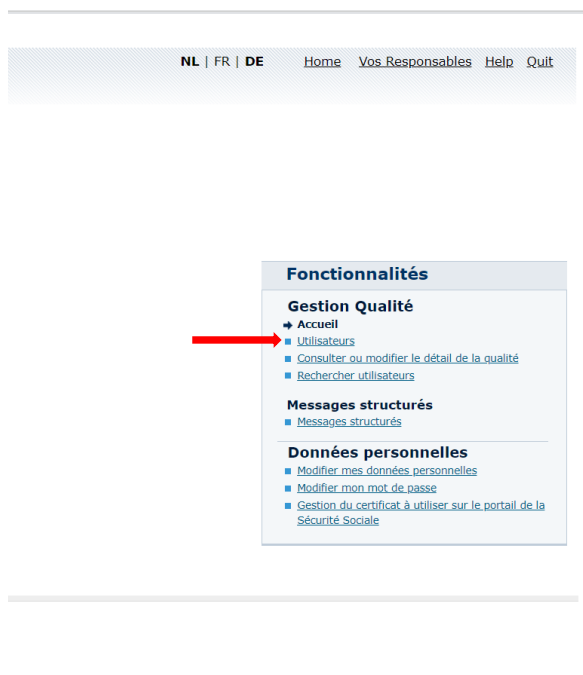 NL | FR | DE Home Vos Responsables Help Quit
Fonctionnalités
Gestion Qualité
Accueil
Utilisateurs
Consulter ou modifier le détail de la qualité
Rechercher utilisateurs
Messages structurés
Messages structurés
Données personnelles
Modifier mes données personnelles
Modifier mon mot de passe
Gestion du certificat à utiliser sur le portail de la
Sécurité Sociale